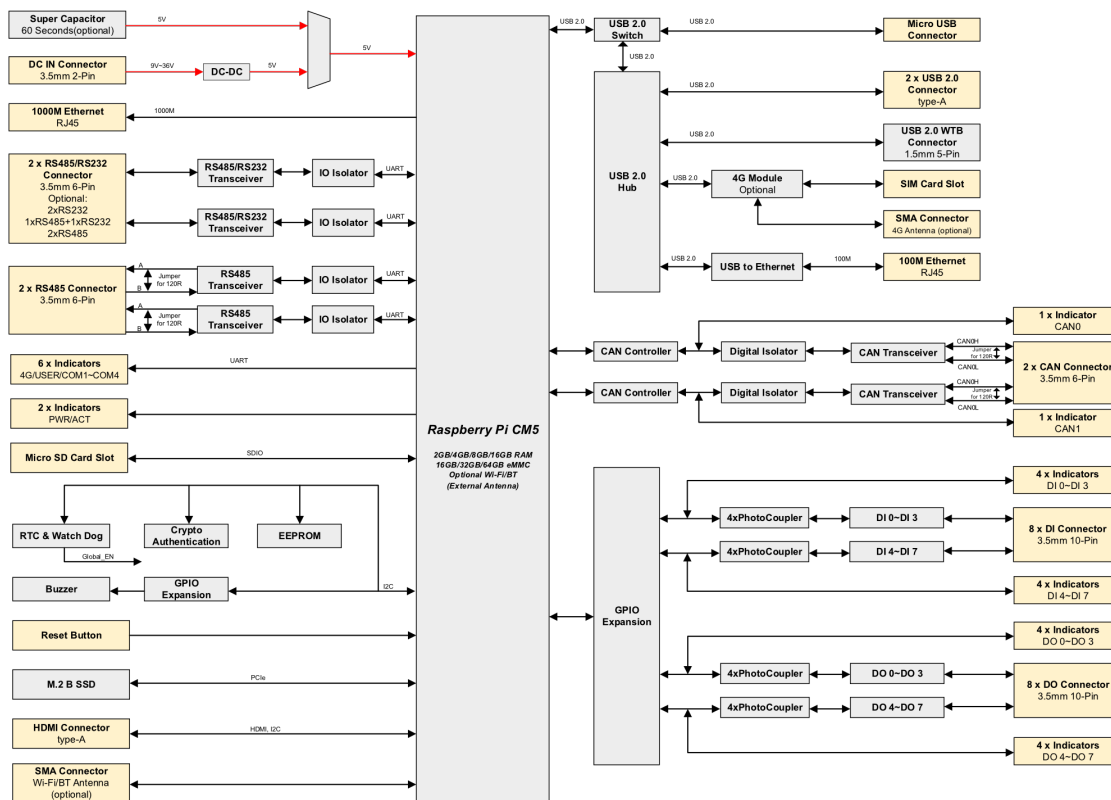 Super Capacitor
60 Seconds(optional)
5V
DC IN Connector
3.5mm 2-Pin
9V~36V
DC-DC
5V
5V
1000M Ethernet
RJ45
1000M
2 x RS485/RS232
Connector
3.5mm 6-Pin
Optional:
2xRS232
1xRS485+1xRS232
2xRS485
RS485/RS232
Transceiver
IO Isolator
UART
RS485/RS232
Transceiver
IO Isolator
UART
2 x RS485 Connector
3.5mm 6-Pin
A
Jumper
for 120R
B
RS485
Transceiver
IO Isolator
UART
A
Jumper
for 120R
B
RS485
Transceiver
IO Isolator
UART
6 x Indicators
4G/USER/COM1~COM4
UART
2 x Indicators
PWR/ACT
Micro SD Card Slot
SDIO
RTC & Watch Dog
Crypto
Authentication
EEPROM
Global_EN
Buzzer
GPIO
Expansion
I2C
Reset Button
M.2 B SSD
PCIe
HDMI Connector
type-A
HDMI, I2C
SMA Connector
Wi-Fi/BT Antenna
(optional)
Raspberry Pi CM5
2GB/4GB/8GB/16GB RAM
16GB/32GB/64GB eMMC
Optional Wi-Fi/BT
(External Antenna)
USB 2.0
USB 2.0
Switch
USB 2.0
Micro USB
Connector
USB 2.0
USB 2.0
Hub
USB 2.0
2 x USB 2.0
Connector
type-A
USB 2.0
USB 2.0 WTB
Connector
1.5mm 5-Pin
USB 2.0
4G Module
Optional
SIM Card Slot
SMA Connector
4G Antenna (optional)
USB 2.0
USB to Ethernet
100M
100M Ethernet
RJ45
1 x Indicator
CAN0
CAN Controller
Digital Isolator
CAN Transceiver
CAN0H
Jumper
for 120R
CAN0L
2 x CAN Connector
3.5mm 6-Pin
CAN Controller
Digital Isolator
CAN Transceiver
CAN0H
Jumper
for 120R
CAN0L
1 x Indicator
CAN1
GPIO
Expansion
4 x Indicators
DI 0~DI 3
4xPhotoCoupler
DI 0~DI 3
8 x DI Connector
3.5mm 10-Pin
4xPhotoCoupler
DI 4~DI 7
4 x Indicators
DI 4~DI 7
4 x Indicators
DO 0~DO 3
4xPhotoCoupler
DO 0~DO 3
8 x DO Connector
3.5mm 10-Pin
4xPhotoCoupler
DO 4~DO 7
4 x Indicators
DO 4~DO 7